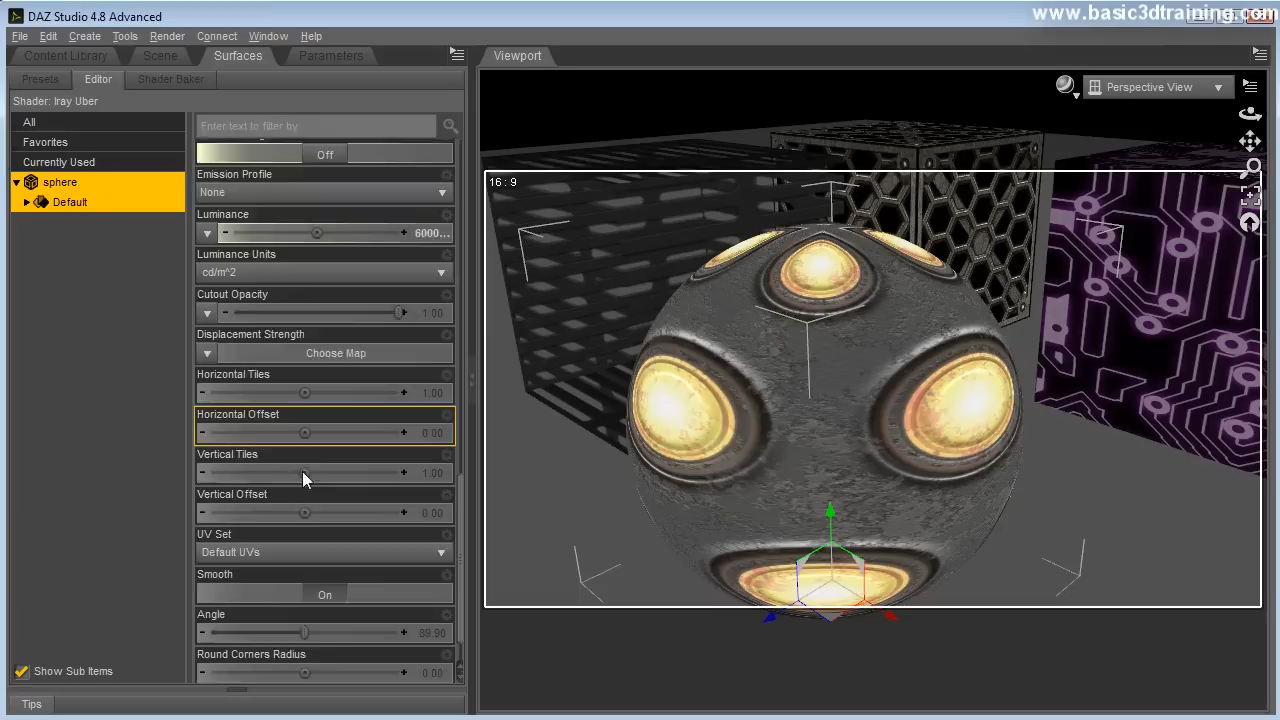 DAZ Studio 4.8 Advanced
www.basic3dtraining.com
File Edit Create Tools Render Connect Window Help
Content Library Scene Surfaces Parameters
Viewport
Presets Editor Shader Baker
Perspective View
Shader: Iray Uber
All
Favorites
Currently Used
sphere
Default
Show Sub Items
Tips
Enter text to filter by
Off
Emission Profile
None
Luminance
6000...
Luminance Units
cd/m^2
Cutout Opacity
1.00
Displacement Strength
Choose Map
Horizontal Tiles
1.00
Horizontal Offset
0.00
Vertical Tiles
1.00
Vertical Offset
0.00
UV Set
Default UVs
Smooth
On
Angle
89.90
Round Corners Radius
0.00
16 : 9